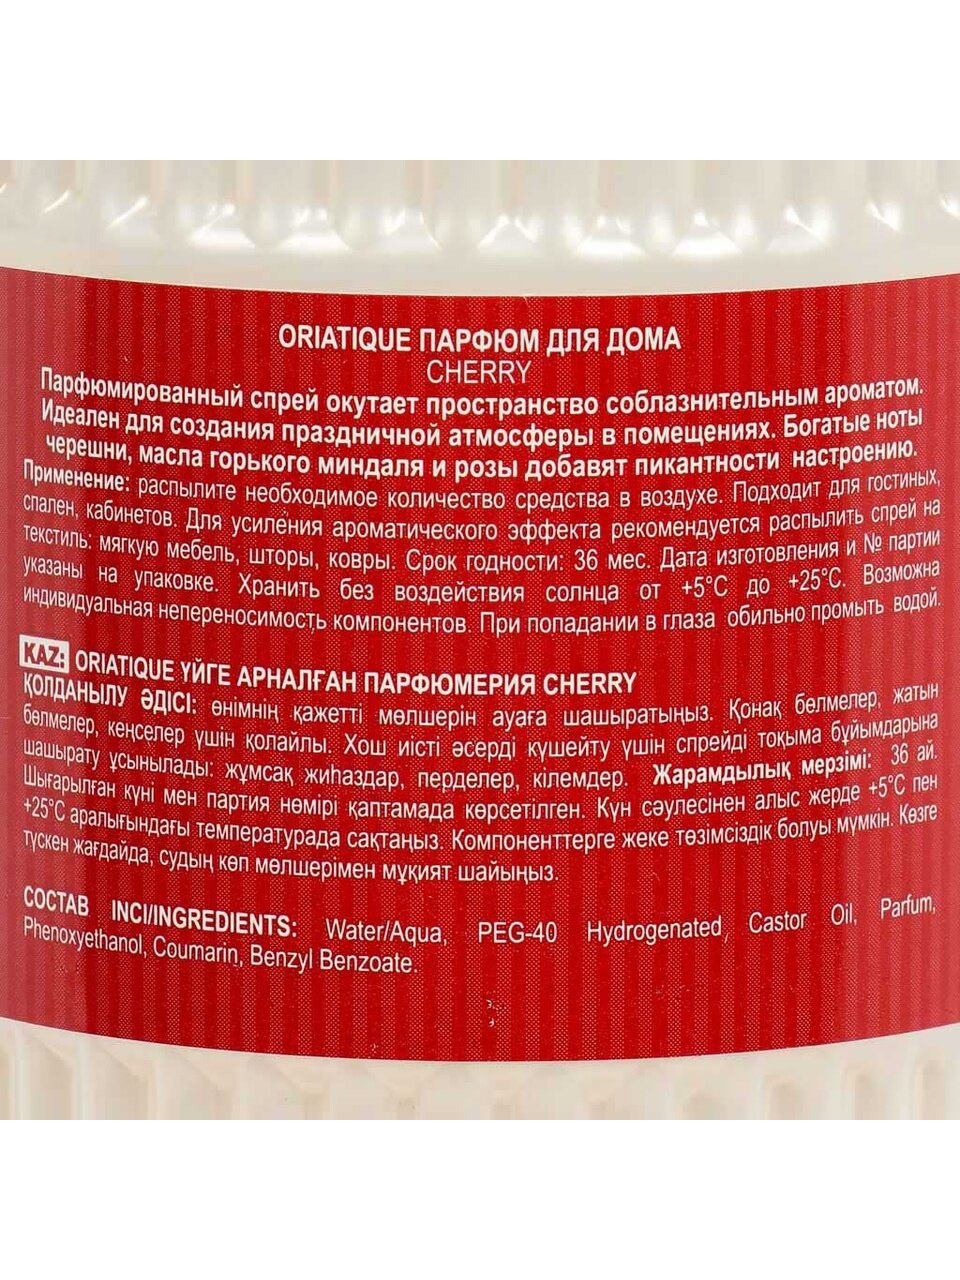 ORIATIQUE ПАРФЮМ ДЛЯ ДОМА
CHERRY
Парфюмированный спрей окутает пространство соблазнительным ароматом.
Идеален для создания праздничной атмосферы в помещениях. Богатые ноты
черешни, масла горького миндаля и розы добавят пикантности настроению.
Применение: распылите необходимое количество средства в воздухе. Подходит для гостиных,
спален, кабинетов. Для усиления ароматического эффекта рекомендуется распылить спрей на
текстиль: мягкую мебель, шторы, ковры. Срок годности: 36 мес. Дата изготовления и № партии
указаны на упаковке. Хранить без воздействия солнца от +5°С до +25°С. Возможна
индивидуальная непереносимость компонентов. При попадании в глаза обильно промыть водой.
KAZ: ORIATIQUE ҮЙГЕ АРНАЛҒАН ПАРФЮМЕРИЯ CHERRY
ҚОЛДАНЫЛУ ӘДІСІ: өнімнің қажетті мөлшерін ауаға шашыратыңыз. Қонақ бөлмелер, жатын
бөлмелер, кеңселер үшін қолайлы. Хош иісті әсерді күшейту үшін спрейді тоқыма бұйымдарына
шашырату ұсынылады: жұмсақ жиһаздар, перделер, кілемдер. Жарамдылық мерзімі: 36 ай.
Шығарылған күні мен партия нөмірі қаптамада көрсетілген. Күн сәулесінен алыс жерде +5°С пен
+25°С аралығындағы температурада сақтаңыз. Компоненттерге жеке төзімсіздік болуы мүмкін. Көзге
түскен жағдайда, судың көп мөлшерімен мұқият шайыңыз.
СОСТАВ INCI/INGREDIENTS: Water/Aqua, PEG-40 Hydrogenated Castor Oil, Parfum,
Phenoxyethanol, Coumarin, Benzyl Benzoate.